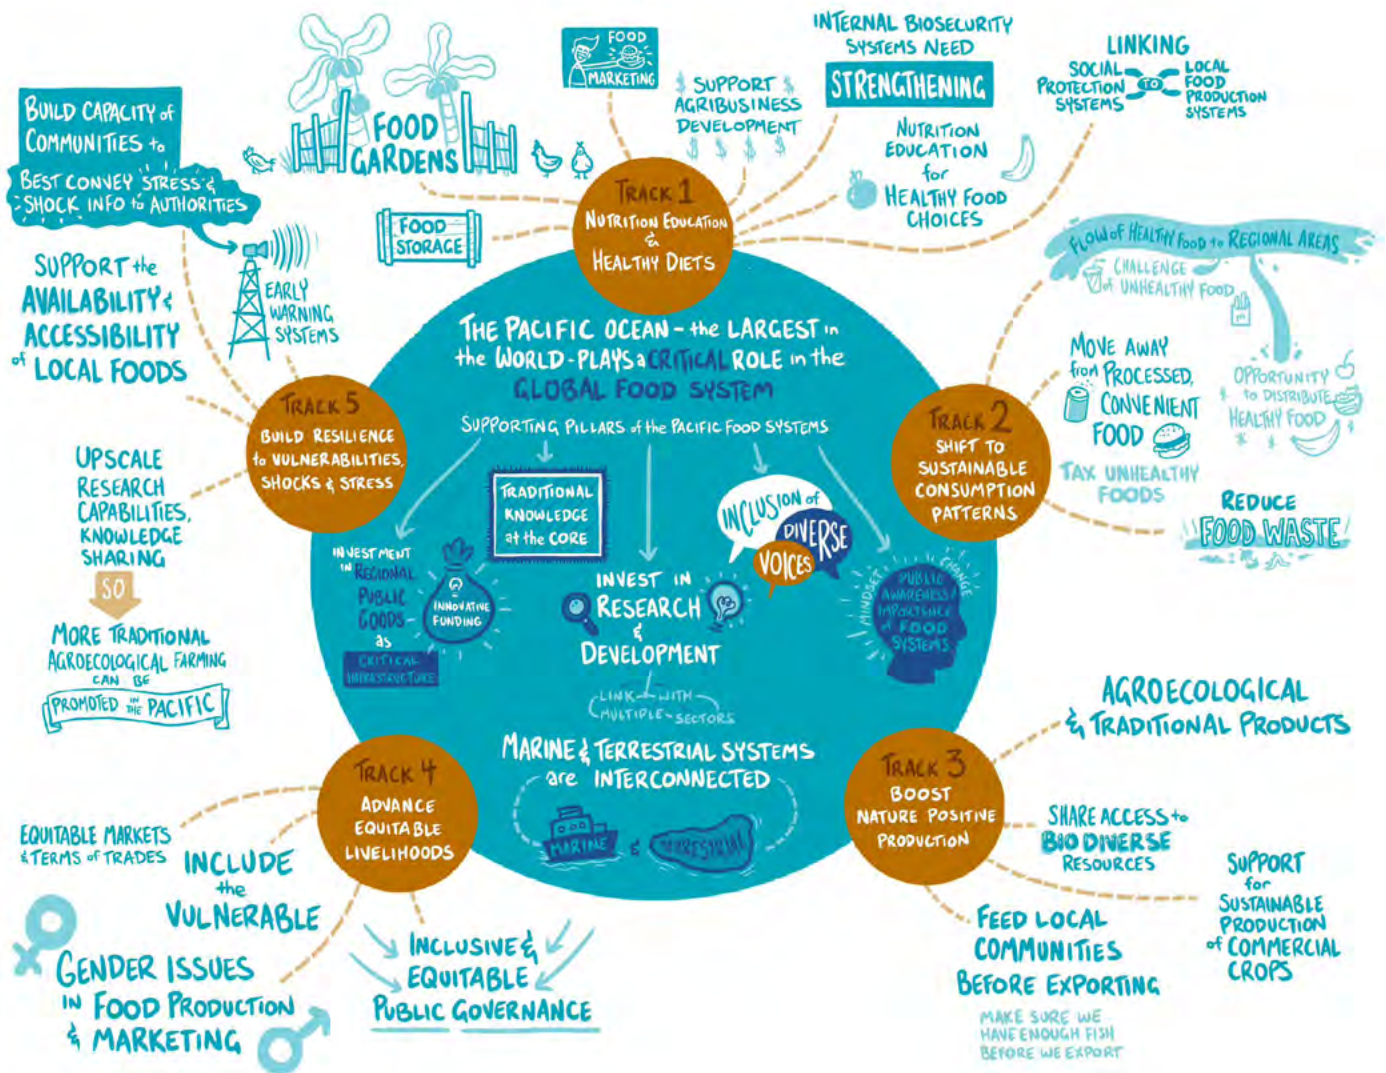 FOOD
MARKETING
FOOD
GARDENS
FOOD
STORAGE
SUPPORT
AGRIBUSINESS
DEVELOPMENT
INTERNAL BIOSECURITY
SYSTEMS NEED
STRENGTHENING
NUTRITION
EDUCATION
for
HEALTHY FOOD
CHOICES
LINKING
SOCIAL
PROTECTION
SYSTEMS
TO
LOCAL
FOOD
PRODUCTION
SYSTEMS
TRACK 1
NUTRITION EDUCATION
&
HEALTHY DIETS
BUILD CAPACITY of
COMMUNITIES to
BEST CONVEY STRESS &
SHOCK INFO to AUTHORITIES
EARLY
WARNING
SYSTEMS
SUPPORT the
AVAILABILITY &
ACCESSIBILITY
of LOCAL FOODS
UPSCALE
RESEARCH
CAPABILITIES,
KNOWLEDGE
SHARING
SO
MORE TRADITIONAL
AGROECOLOGICAL FARMING
CAN BE
PROMOTED IN THE PACIFIC
TRACK 5
BUILD RESILIENCE
to VULNERABILITIES,
SHOCKS & STRESS
THE PACIFIC OCEAN - the LARGEST in
the WORLD - PLAYS a CRITICAL ROLE in the
GLOBAL FOOD SYSTEM
SUPPORTING PILLARS of the PACIFIC FOOD SYSTEMS
INVESTMENT
IN REGIONAL
PUBLIC
GOODS
as
CRITICAL
INFRASTRUCTURE
INNOVATIVE
FUNDING
TRADITIONAL
KNOWLEDGE
at the CORE
INVEST IN
RESEARCH
&
DEVELOPMENT
LINK WITH
MULTIPLE SECTORS
INCLUSION of
DIVERSE
VOICES
MINDSET CHANGE
PUBLIC
AWARENESS/
IMPORTANCE
of FOOD
SYSTEMS
MARINE & TERRESTRIAL SYSTEMS
are INTERCONNECTED
MARINE & TERRESTRIAL
TRACK 2
SHIFT TO
SUSTAINABLE
CONSUMPTION
PATTERNS
FLOW of HEALTHY FOOD to REGIONAL AREAS
CHALLENGE
of UNHEALTHY FOOD
OPPORTUNITY
to DISTRIBUTE
HEALTHY FOOD
MOVE AWAY
from PROCESSED,
CONVENIENT
FOOD
TAX UNHEALTHY
FOODS
REDUCE
FOOD WASTE
TRACK 3
BOOST
NATURE POSITIVE
PRODUCTION
AGROECOLOGICAL
& TRADITIONAL PRODUCTS
SHARE ACCESS to
BIO DIVERSE
RESOURCES
SUPPORT
for
SUSTAINABLE
PRODUCTION
of COMMERCIAL
CROPS
FEED LOCAL
COMMUNITIES
BEFORE EXPORTING
MAKE SURE WE
HAVE ENOUGH FISH
BEFORE WE EXPORT
TRACK 4
ADVANCE
EQUITABLE
LIVELIHOODS
EQUITABLE MARKETS
& TERMS of TRADES
INCLUDE
the
VULNERABLE
GENDER ISSUES
IN FOOD PRODUCTION
& MARKETING
INCLUSIVE &
EQUITABLE
PUBLIC GOVERNANCE